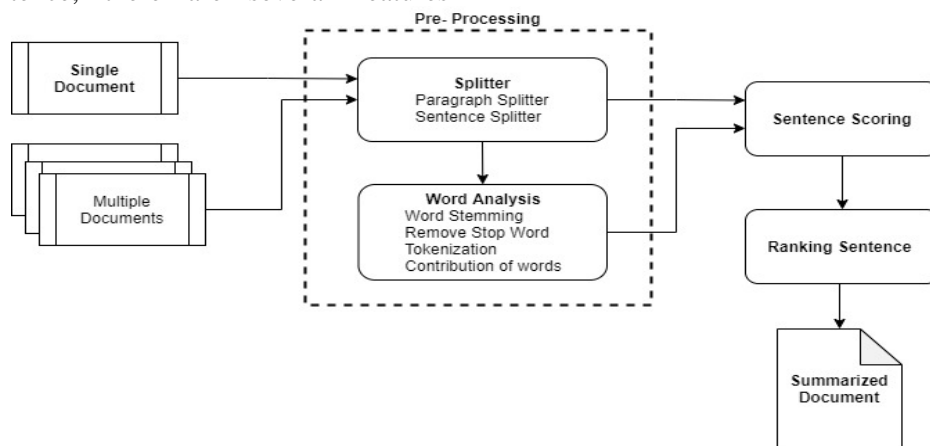 Pre- Processing
Single
Document
Splitter
Paragraph Splitter
Sentence Splitter
Sentence Scoring
Multiple
Documents
Word Analysis
Word Stemming
Remove Stop Word
Tokenization
Contribution of words
Ranking Sentence
Summarized
Document